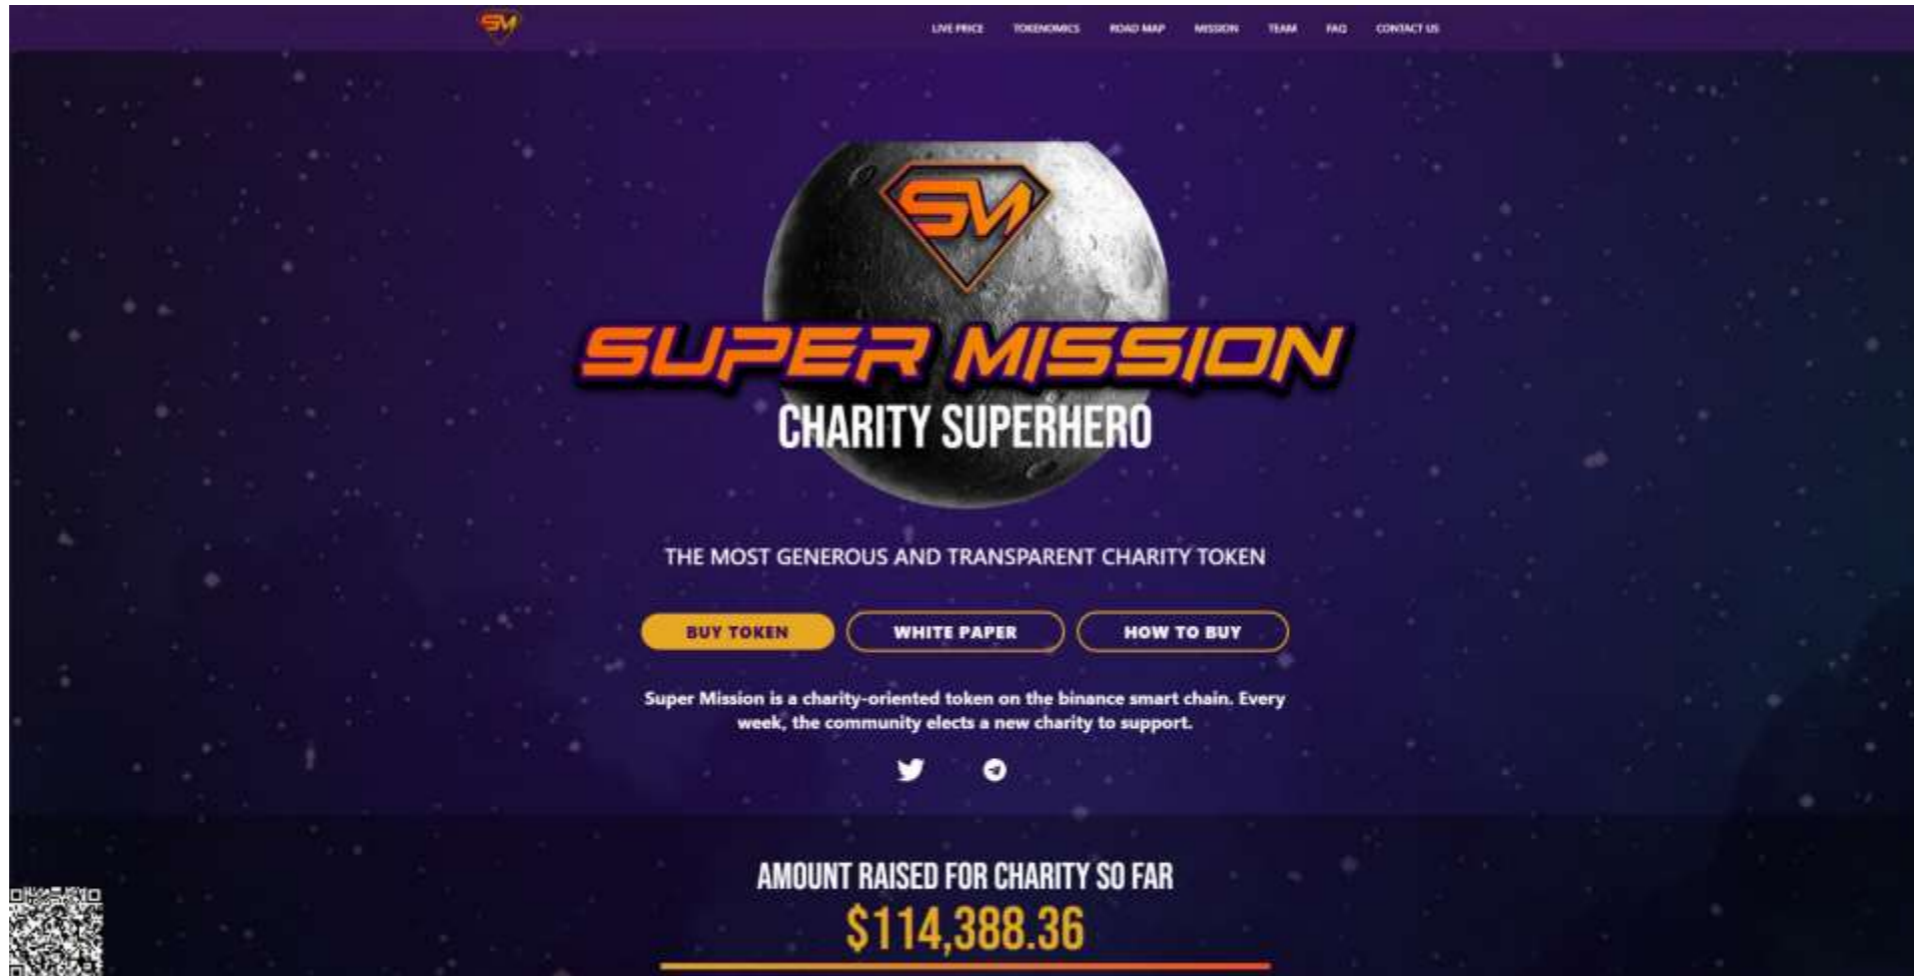 SM
LIVE PRICE TOKENOMICS ROAD MAP MISSION TEAM FAQ CONTACT US
SM
SUPER MISSION
CHARITY SUPERHERO
THE MOST GENEROUS AND TRANSPARENT CHARITY TOKEN
BUY TOKEN WHITE PAPER HOW TO BUY
Super Mission is a charity-oriented token on the binance smart chain. Every
week, the community elects a new charity to support.
AMOUNT RAISED FOR CHARITY SO FAR
$114,388.36